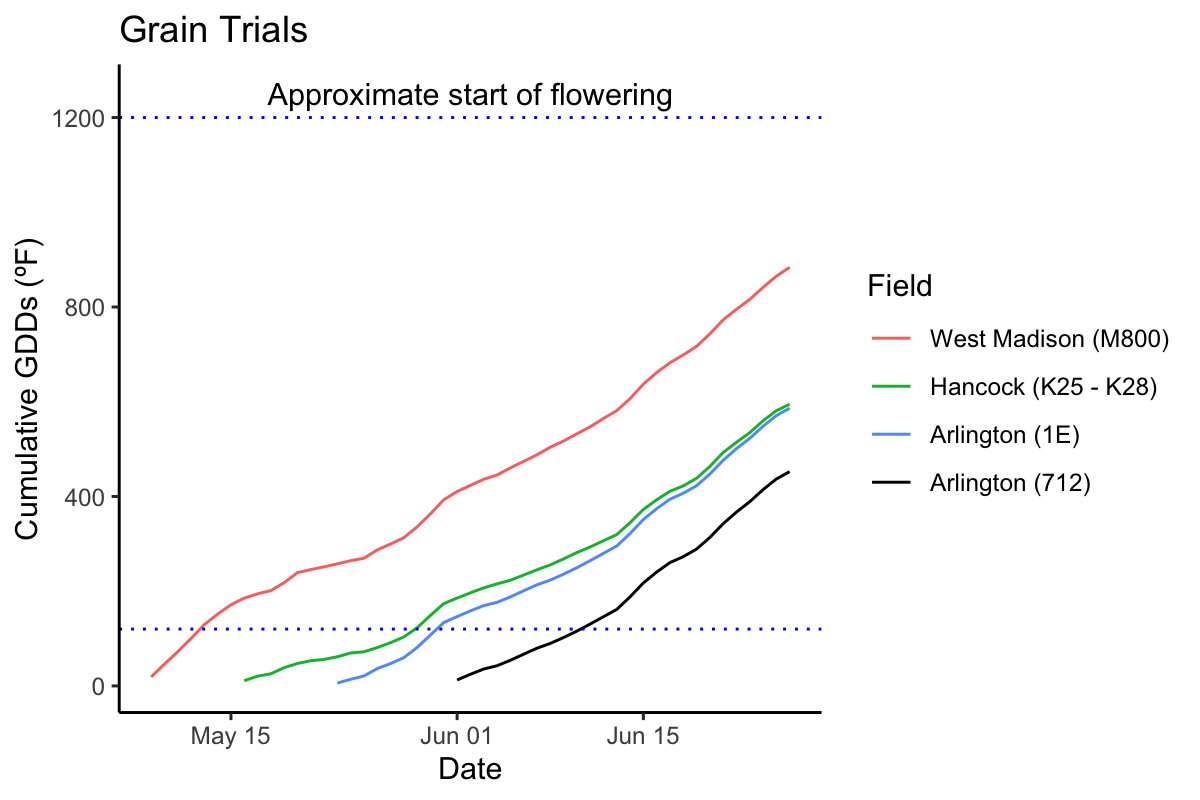 Grain Trials
Approximate start of flowering
1200
800
400
0
Cumulative GDDs (ºF)
May 15
Jun 01
Jun 15
Date
Field
West Madison (M800)
Hancock (K25 - K28)
Arlington (1E)
Arlington (712)